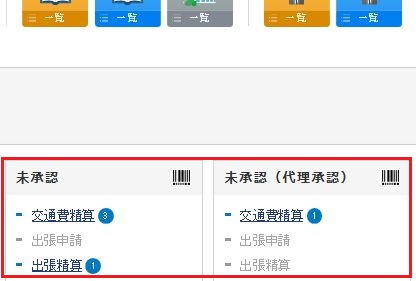 一覧 一覧 一覧 一覧 一覧
未承認
交通費精算 3
出張申請
出張精算 1
未承認（代理承認）
交通費精算 1
出張申請
出張精算